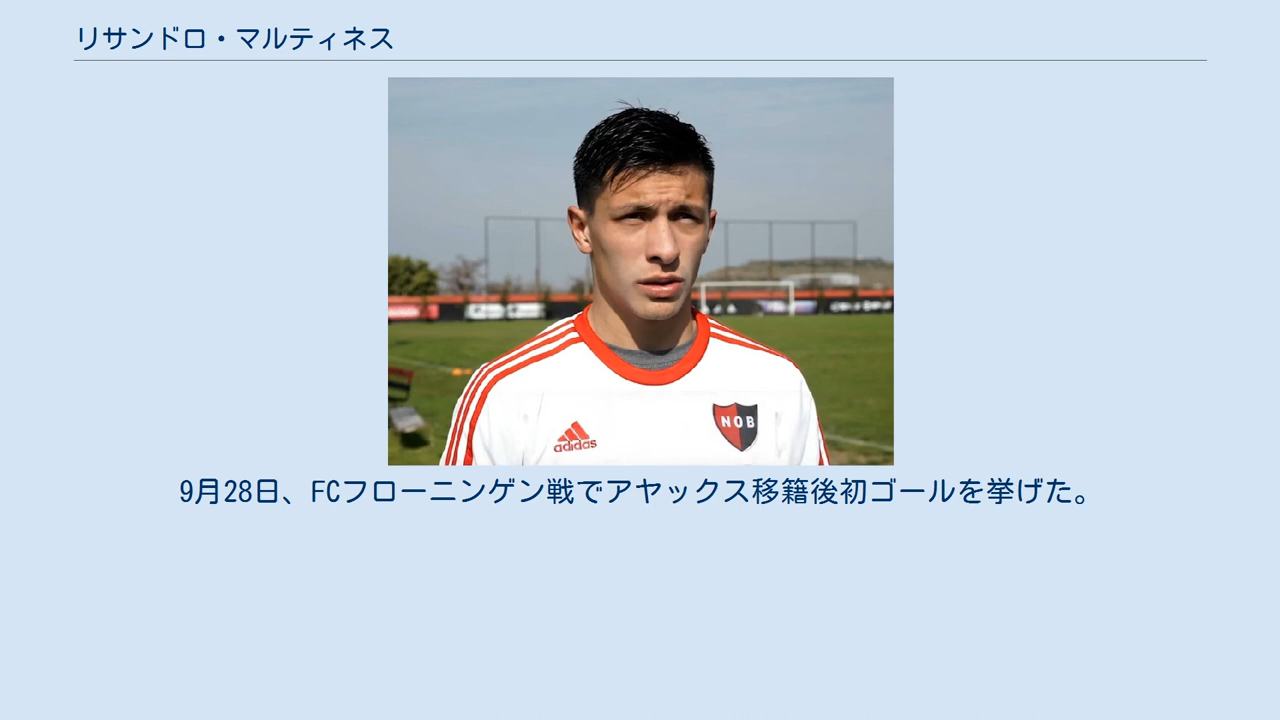 リサンドロ・マルティネス
NOB
adidas
9月28日、FCフローニンゲン戦でアヤックス移籍後初ゴールを挙げた。